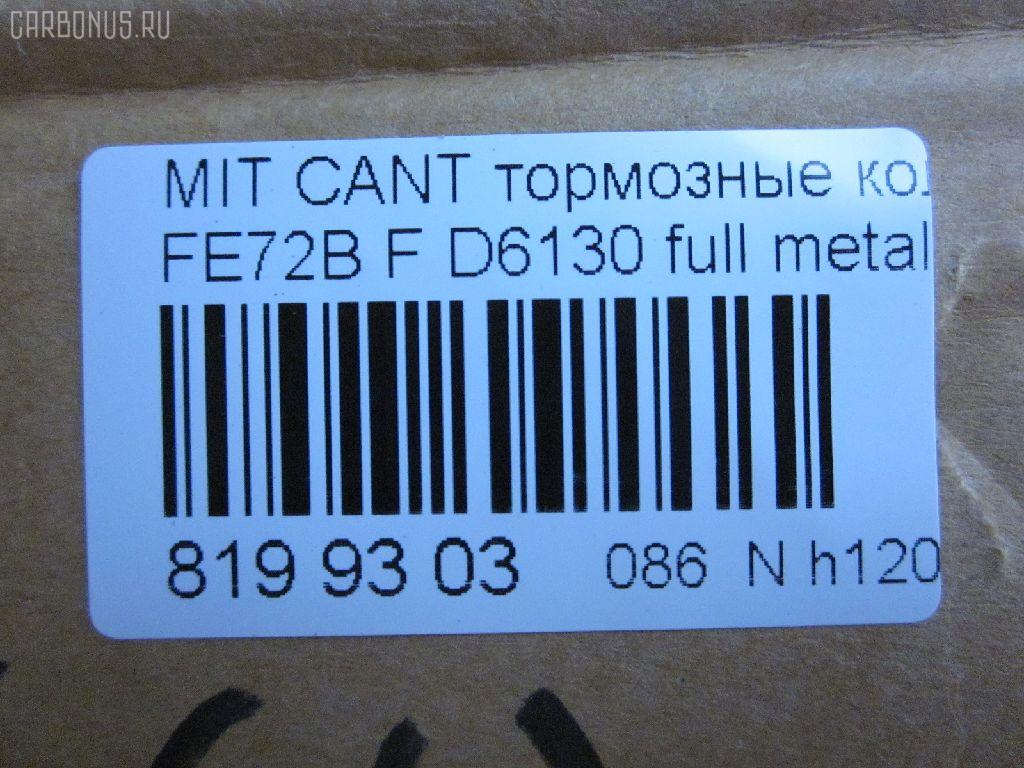 CARBONUS.RU
MIT CANT тормозные ко
FE72B F D6130 full metal
819 93 03 086 N h120